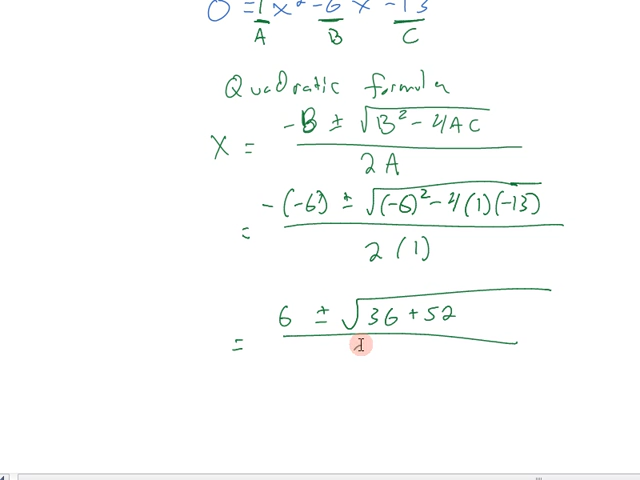 0 = 1x² - 6x - 13
A B C
Quadratic formula
X = -B ± √B² - 4AC
2A
= -(-6) ± √(-6)² - 4(1)(-13)
2(1)
= 6 ± √36 + 52